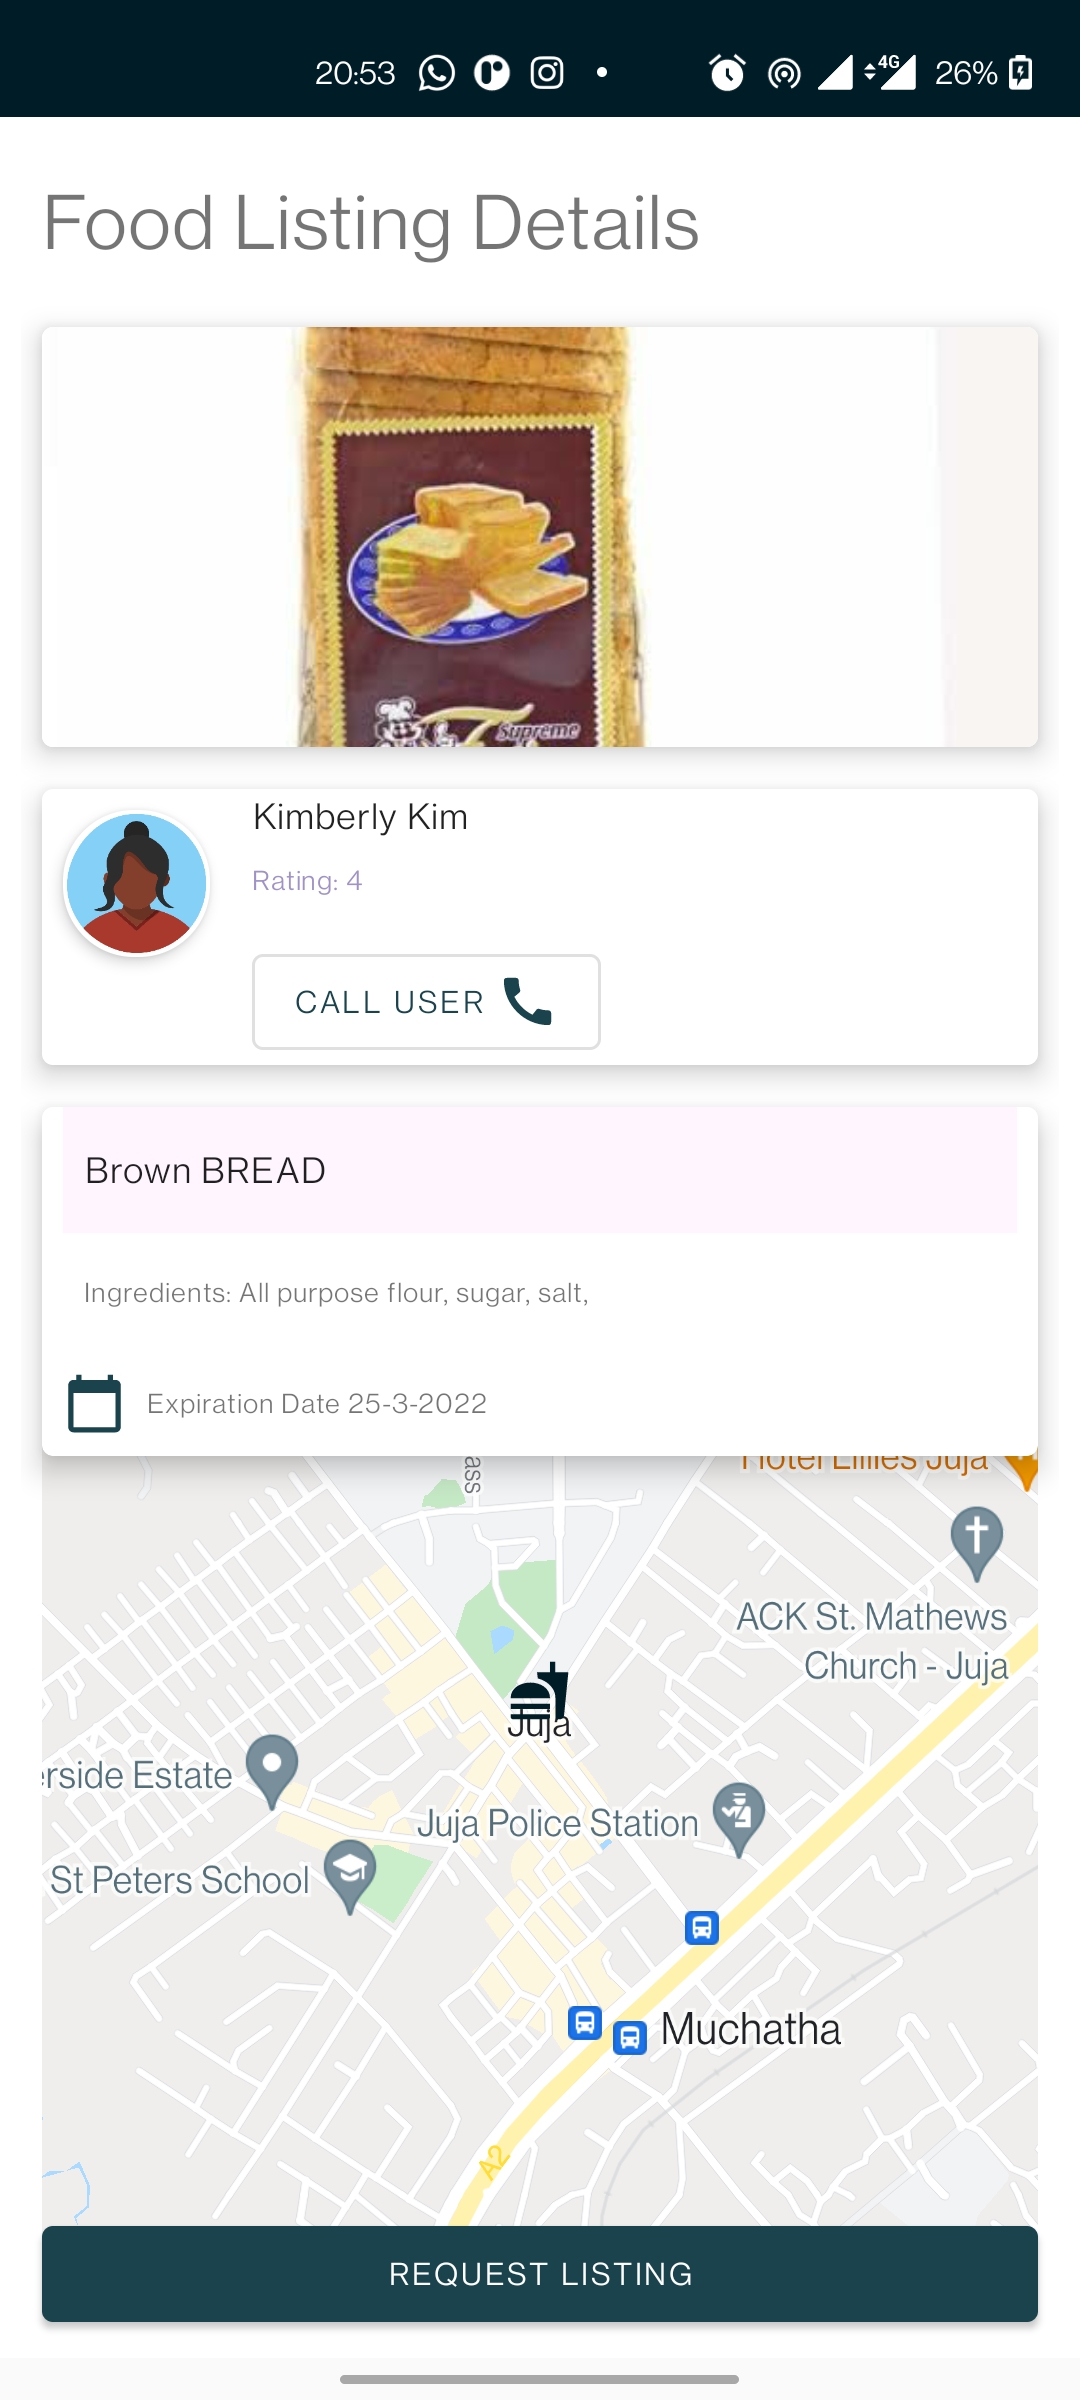 20:53
4G
26%
Food Listing Details
Supreme
Kimberly Kim
Rating: 4
CALL USER
Brown BREAD
Ingredients: All purpose flour, sugar, salt,
Expiration Date 25-3-2022
ass
Hotel Lillies Juja
ACK St. Mathews
Church - Juja
Juja
erside Estate
Juja Police Station
St Peters School
Muchatha
A2
REQUEST LISTING